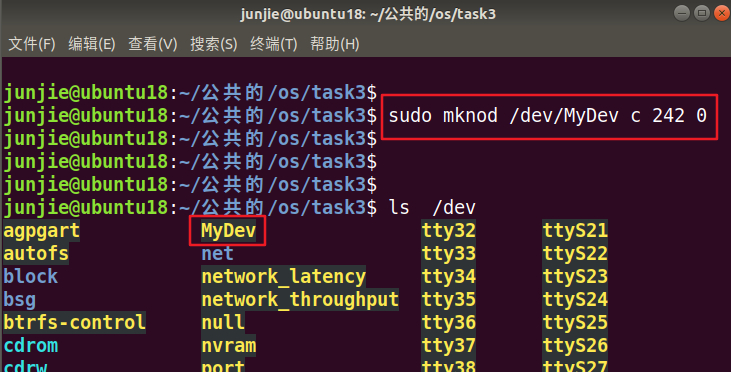 junjie@ubuntu18: ~/公共的/os/task3
文件(F) 编辑(E) 查看(V) 搜索(S) 终端(T) 帮助(H)
junjie@ubuntu18:~/公共的/os/task3$
junjie@ubuntu18:~/公共的/os/task3$ sudo mknod /dev/MyDev c 242 0
junjie@ubuntu18:~/公共的/os/task3$
junjie@ubuntu18:~/公共的/os/task3$
junjie@ubuntu18:~/公共的/os/task3$
junjie@ubuntu18:~/公共的/os/task3$ ls  /dev
agpgart MyDev tty32 ttyS21
autofs net tty33 ttyS22
block network_latency tty34 ttyS23
bsg network_throughput tty35 ttyS24
btrfs-control null tty36 ttyS25
cdrom nvram tty37 ttyS26
cdrw port tty38 ttyS27